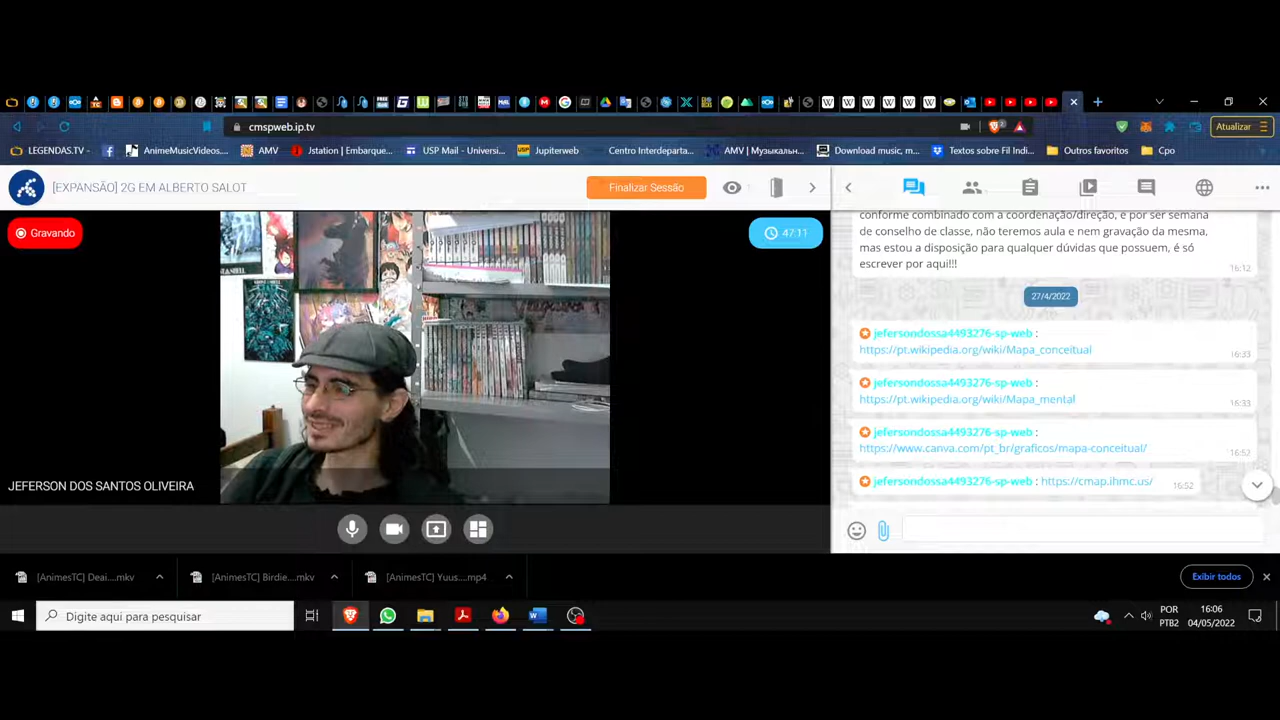 cmspweb.ip.tv
Atualizar
LEGENDAS.TV -
AnimeMusicVideos...
AMV
Jstation | Embarque...
USP Mail - Universi...
Jupiterweb
Centro Interdeparta...
Download music, m...
Textos sobre Fil Indi...
Outros favoritos
Cpo
[EXPANSÃO] 2G EM ALBERTO SALOT
Finalizar Sessão
Gravando
47:11
JEFERSON DOS SANTOS OLIVEIRA
conforme combinado com a coordenação/direção, e por ser semana
de conselho de classe, não teremos aula e nem gravação da mesma,
mas estou a disposição para qualquer dúvidas que possuem, é só
escrever por aqui!!!
16:12
27/4/2022
jefersondossa4493276-sp-web :
https://pt.wikipedia.org/wiki/Mapa_conceitual
16:33
jefersondossa4493276-sp-web :
https://pt.wikipedia.org/wiki/Mapa_mental
16:33
jefersondossa4493276-sp-web :
https://www.canva.com/pt_br/graficos/mapa-conceitual/
16:52
jefersondossa4493276-sp-web : https://cmap.ihmc.us/
16:52
[AnimesTC] Deai....mkv
[AnimesTC] Birdie....mkv
[AnimesTC] Yuus....mp4
Exibir todos
Digite aqui para pesquisar
POR
PTB2
16:06
04/05/2022